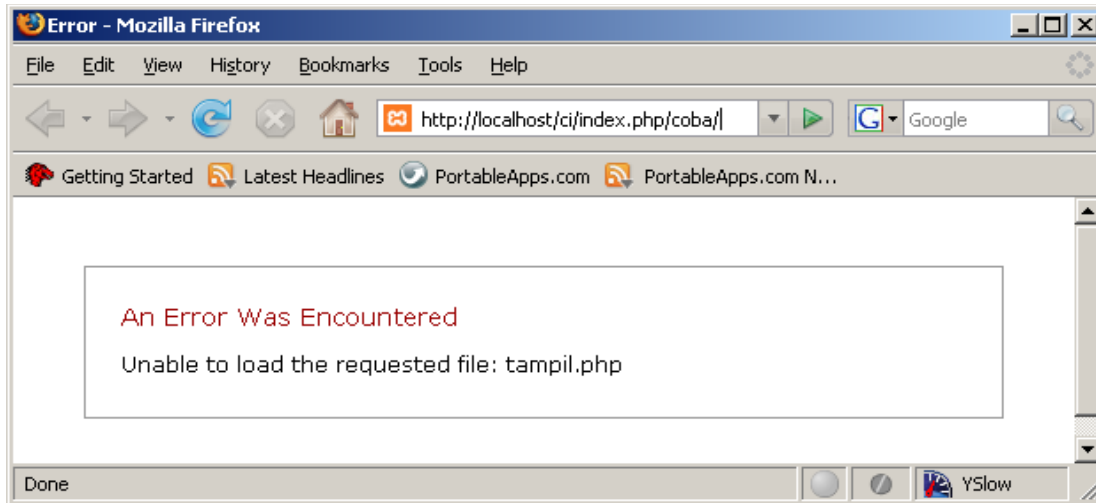 Error - Mozilla Firefox
File Edit View History Bookmarks Tools Help
http://localhost/ci/index.php/coba/ G Google
Getting Started Latest Headlines PortableApps.com PortableApps.com N...
An Error Was Encountered
Unable to load the requested file: tampil.php
Done YSlow